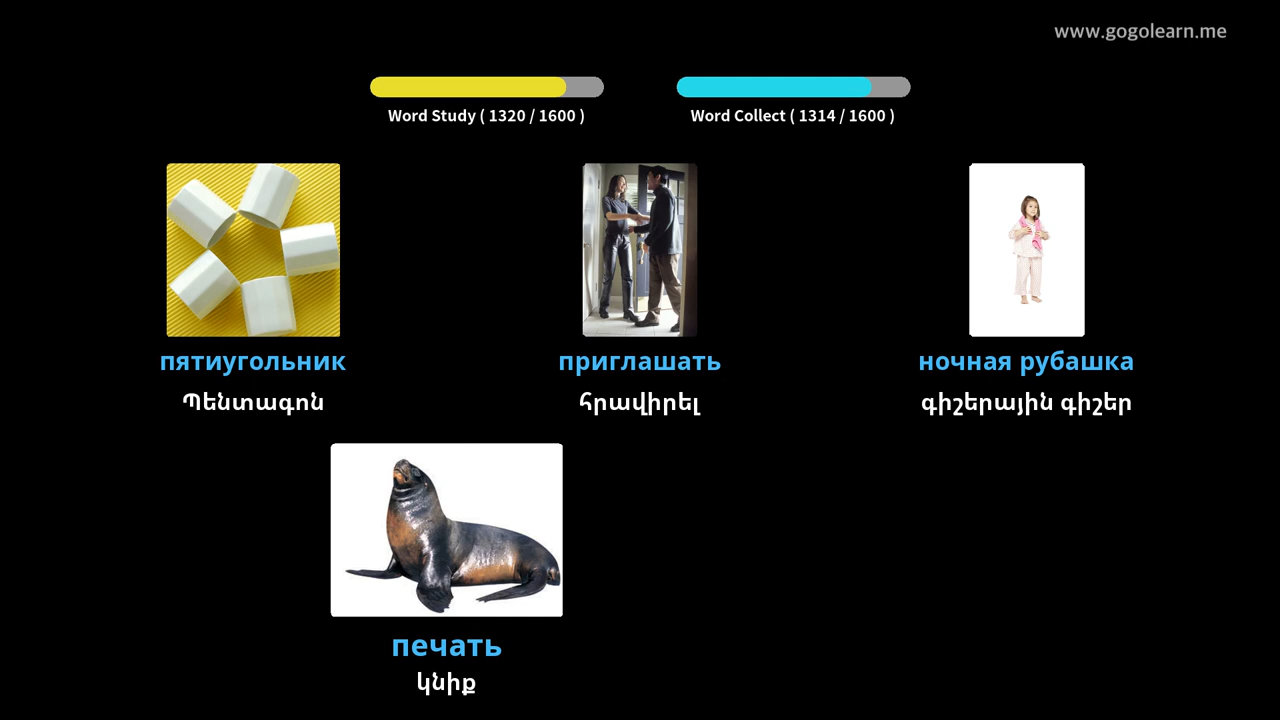 www.gogolearn.me
Word Study ( 1320 / 1600 )
Word Collect ( 1314 / 1600 )
пятиугольник
приглашать
ночная рубашка
Պենտագոն
հրավիրել
գիշերային գիշեր
печать
կնիք